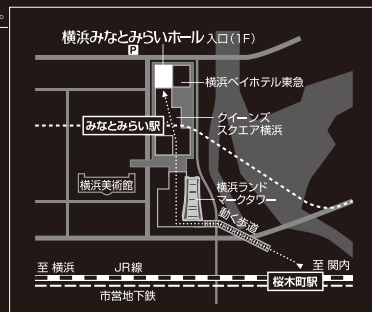 横浜みなとみらいホール 入口(1F)
P
横浜ベイホテル東急
クイーンズ
スクエア横浜
みなとみらい駅
横浜美術館
横浜ランド
マークタワー
動く歩道
至 横浜
JR線
至 関内
桜木町駅
市営地下鉄